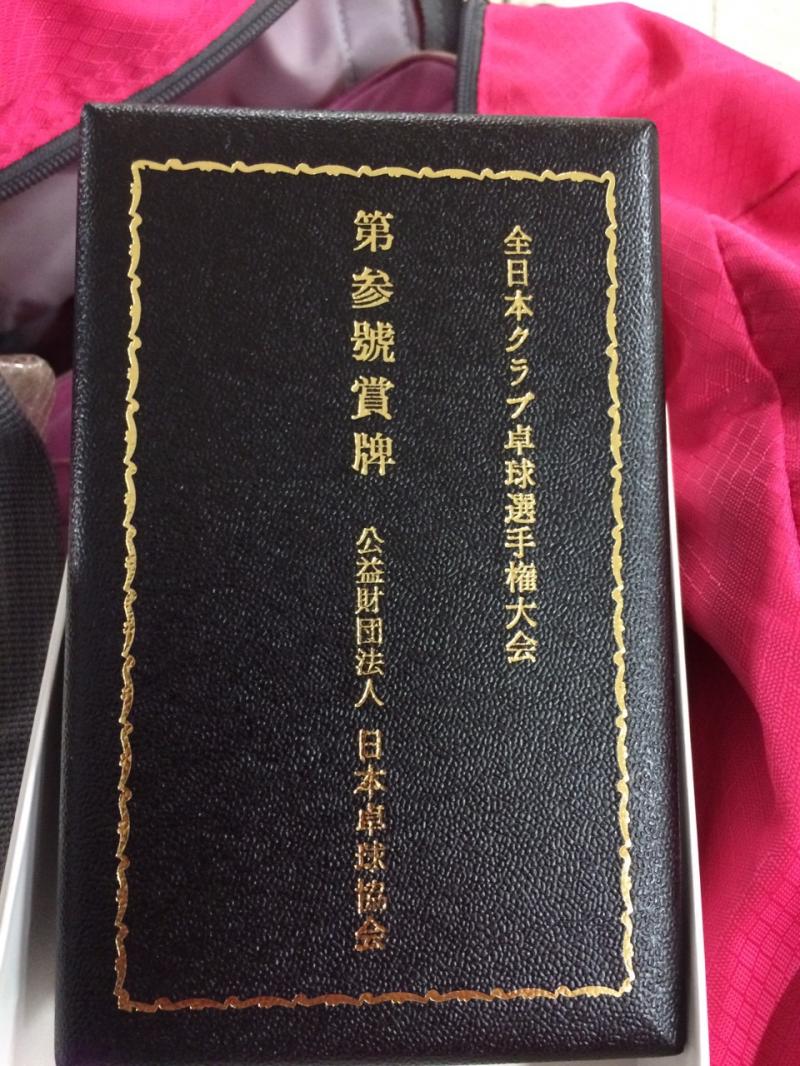 全日本クラブ卓球選手権大会
第参號賞牌
公益財団法人 日本卓球協会